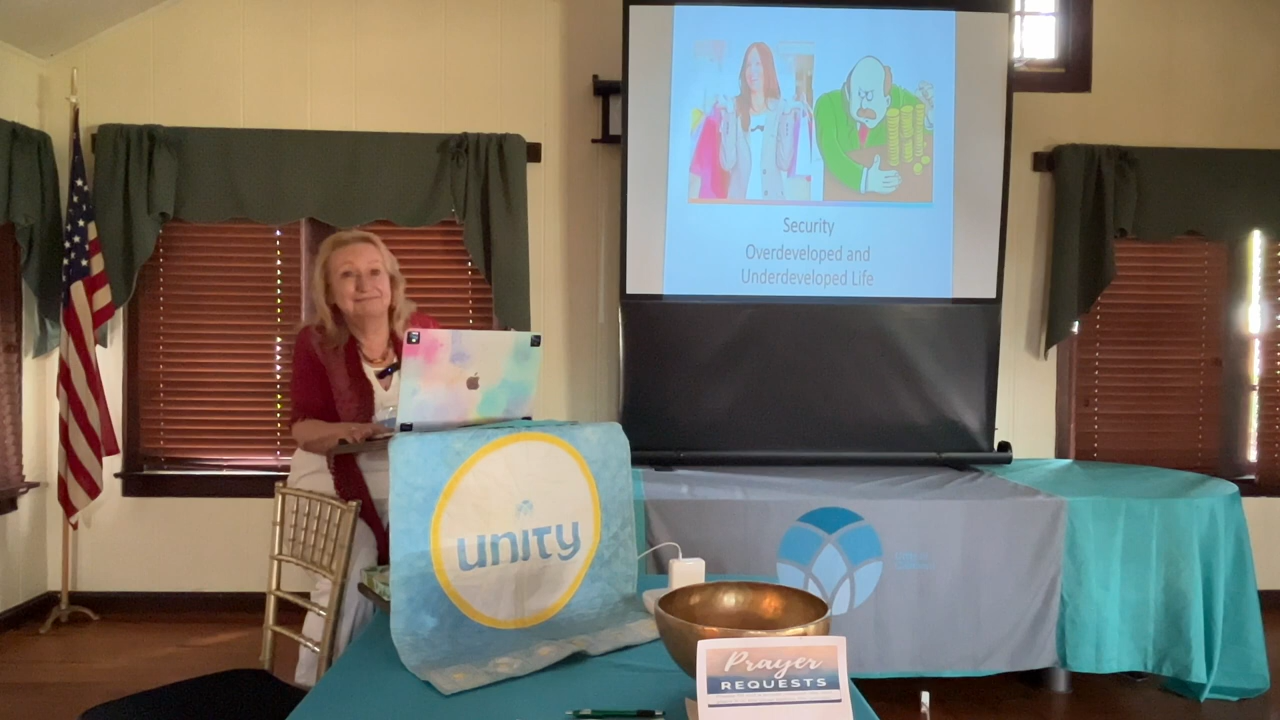 Security
Overdeveloped and
Underdeveloped Life
unity
Prayer
REQUESTS